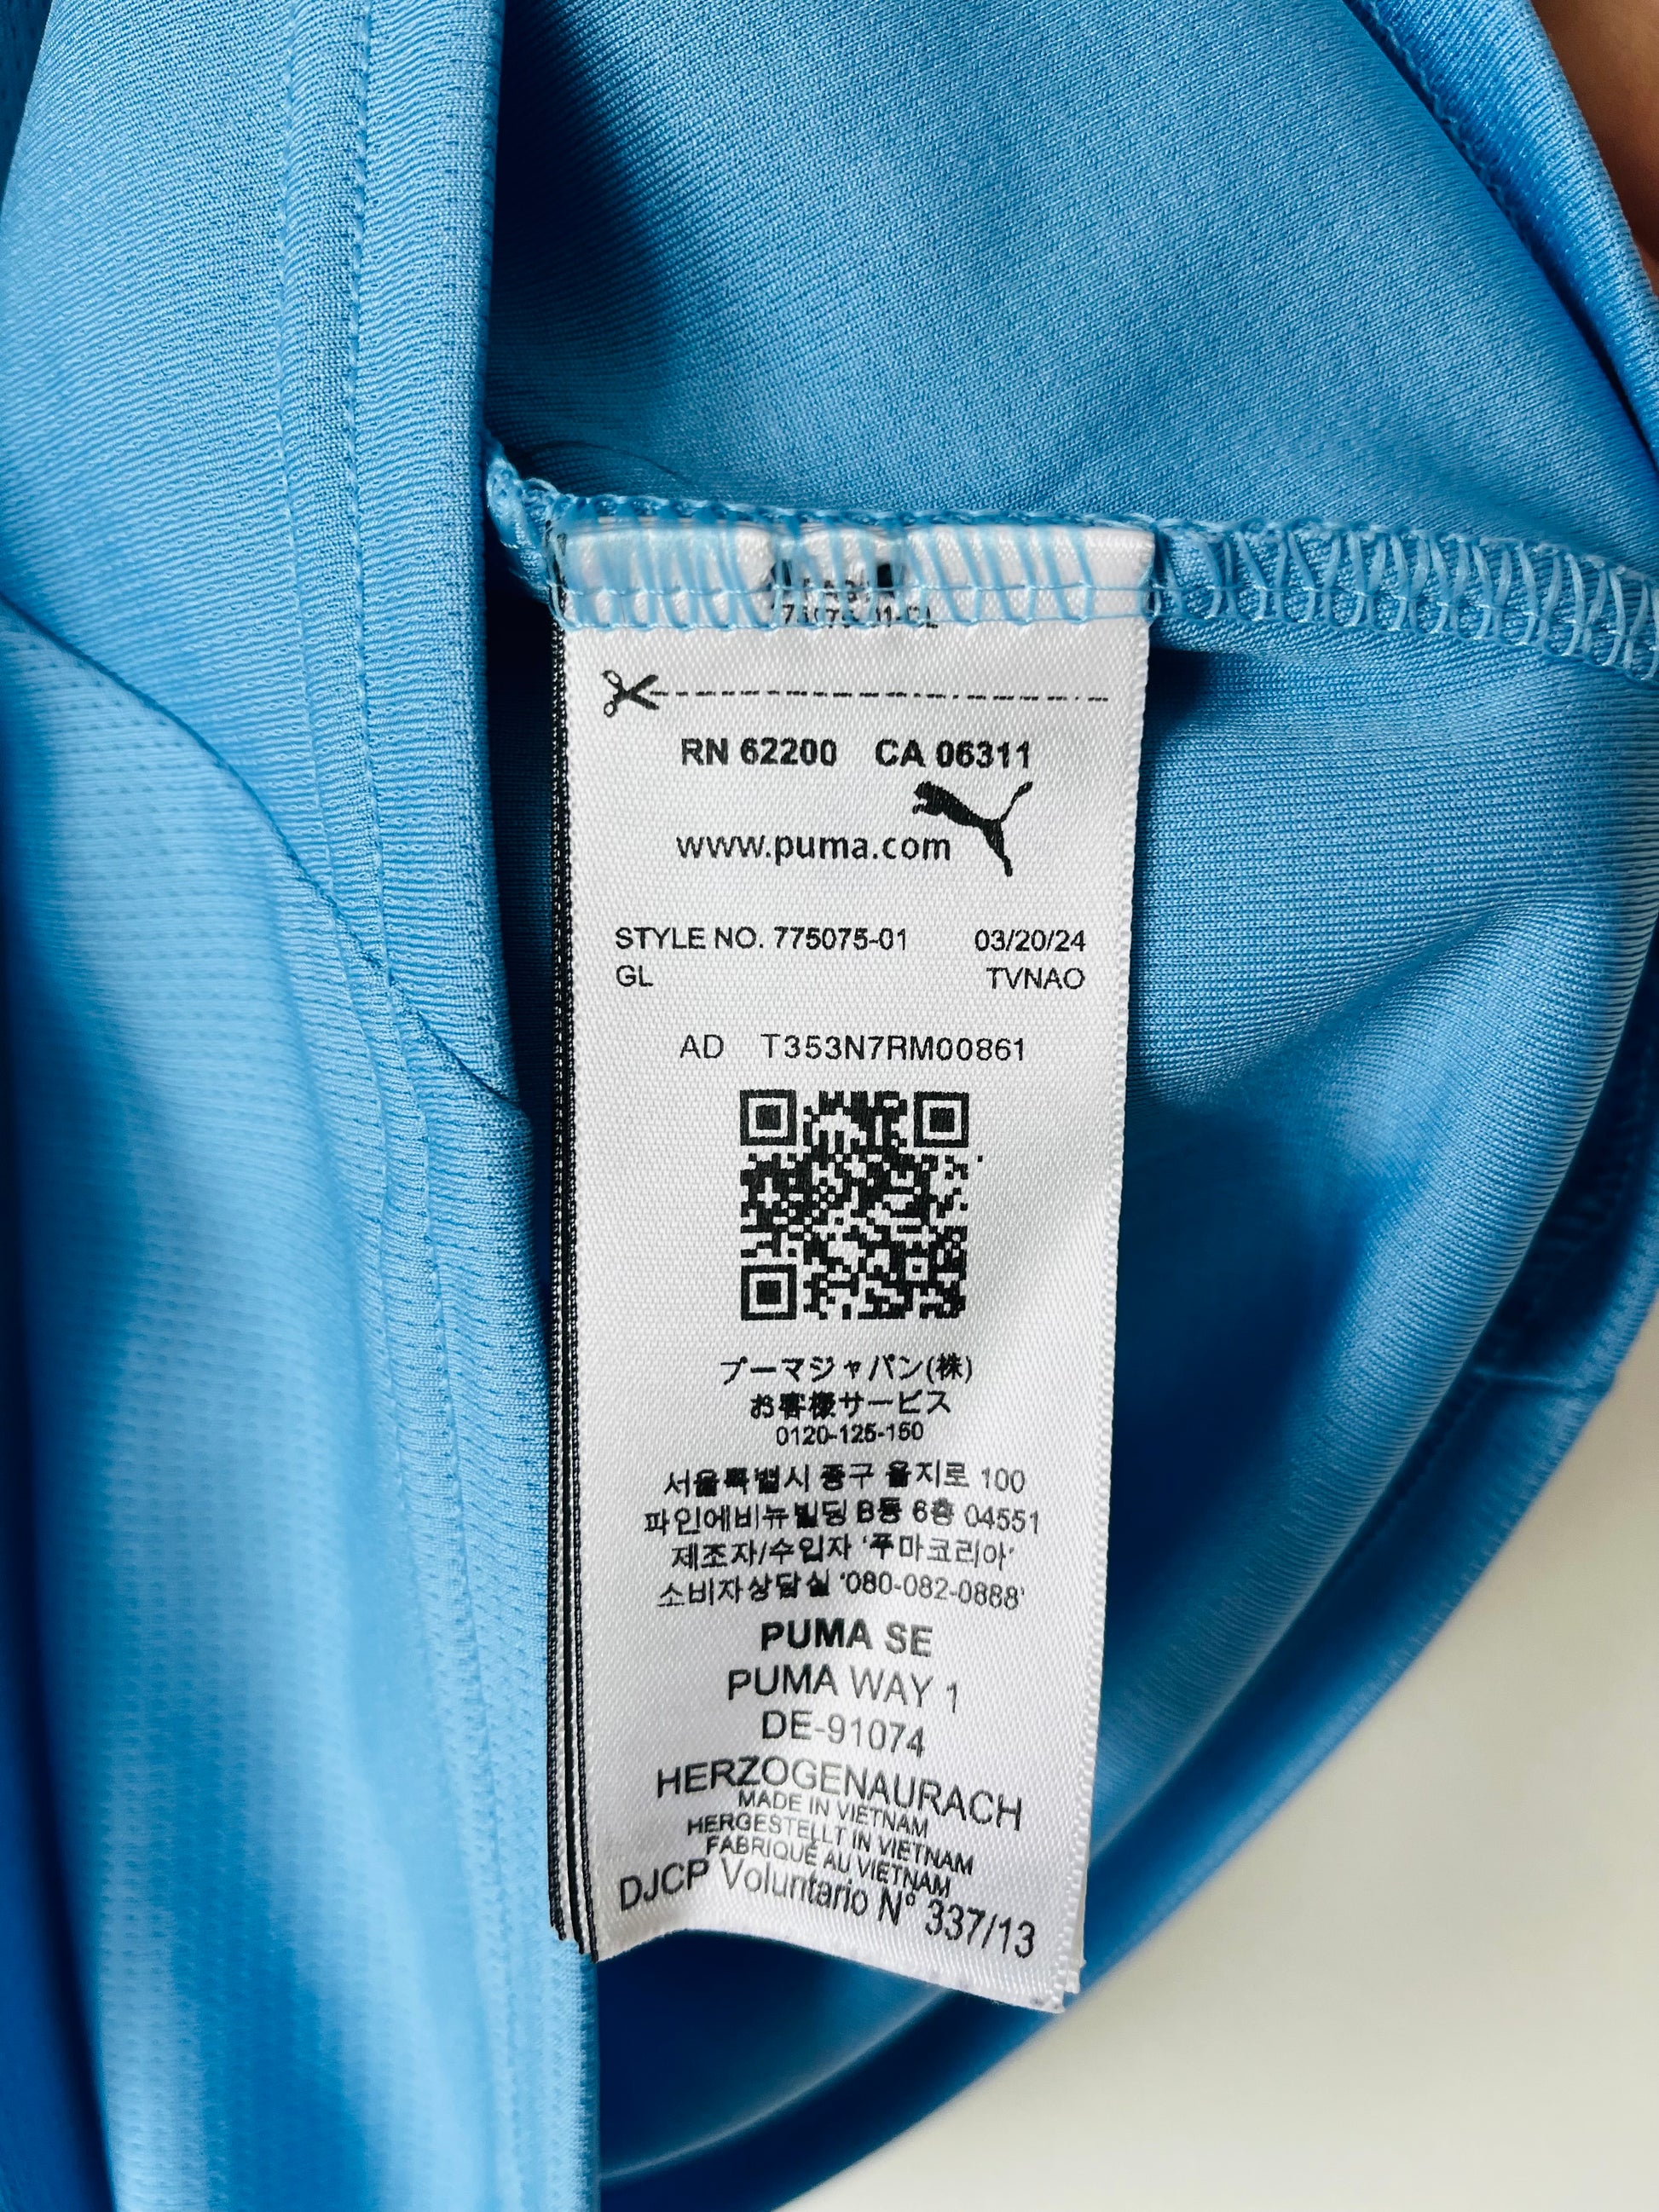 RN 62200 CA 06311
www.puma.com
STYLE NO. 775075-01 03/20/24
GL TVNAO
AD T353N7RM00861
プーマジャパン(株)
お客様サービス
0120-125-150
서울특별시 중구 을지로 100
파인에비뉴빌딩 B동 6층 04551
제조자/수입자 '푸마코리아'
소비자상담실 '080-082-0888'
PUMA SE
PUMA WAY 1
DE-91074
HERZOGENAURACH
MADE IN VIETNAM
HERGESTELLT IN VIETNAM
FABRIQUÉ AU VIETNAM
DJCP Voluntario N° 337/13